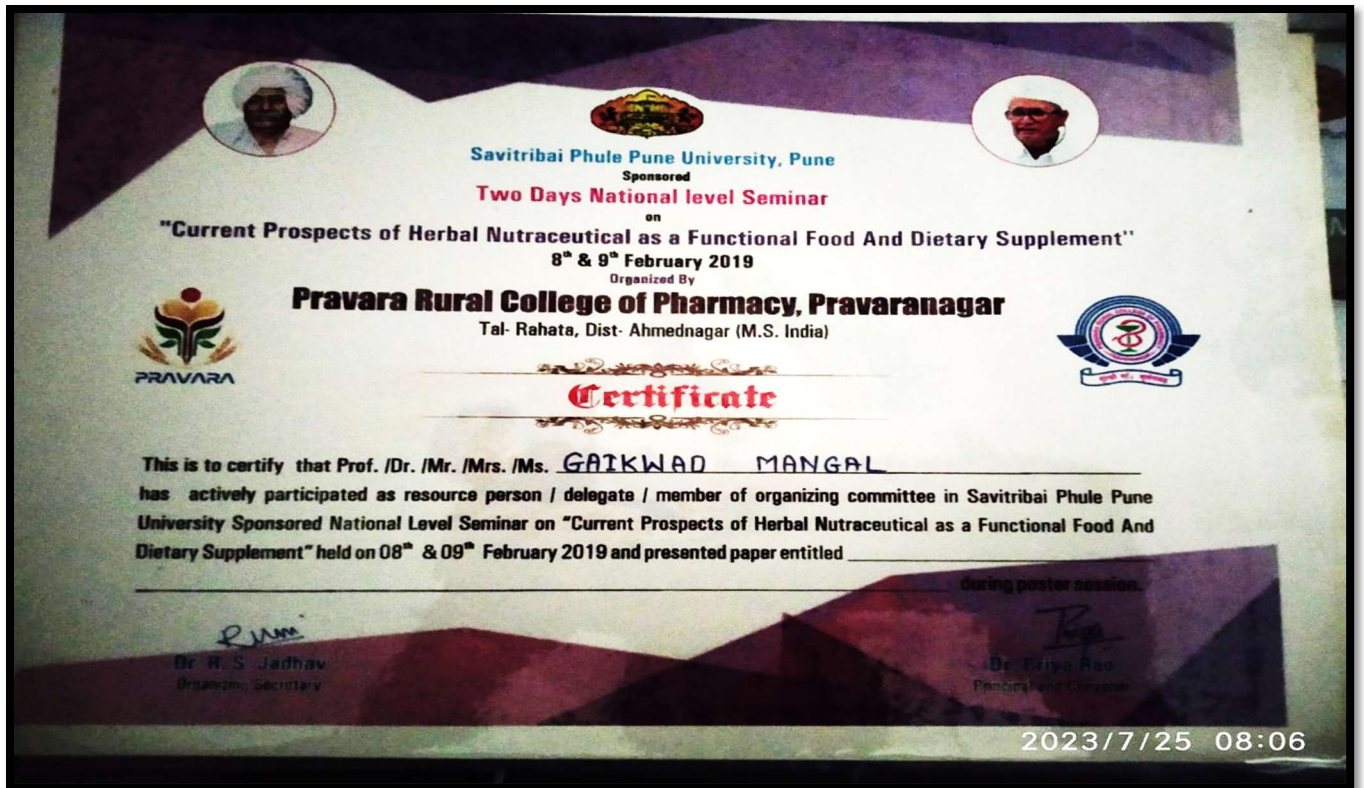 Savitribai Phule Pune University, Pune
Sponsored
Two Days National level Seminar
on
"Current Prospects of Herbal Nutraceutical as a Functional Food And Dietary Supplement"
8th & 9th February 2019
Organized By
Pravara Rural College of Pharmacy, Pravaranagar
Tal- Rahata, Dist- Ahmednagar (M.S. India)
PRAVARA
Certificate
This is to certify that Prof. /Dr. /Mr. /Mrs. /Ms. GAIKWAD MANGAL
has actively participated as resource person / delegate / member of organizing committee in Savitribai Phule Pune
University Sponsored National Level Seminar on "Current Prospects of Herbal Nutraceutical as a Functional Food And
Dietary Supplement" held on 08th & 09th February 2019 and presented paper entitled
during poster session.
Dr R. S Jadhav
Organizing Secretary
Dr. Priya Rao
Principal and Convenor
2023/7/25 08:06